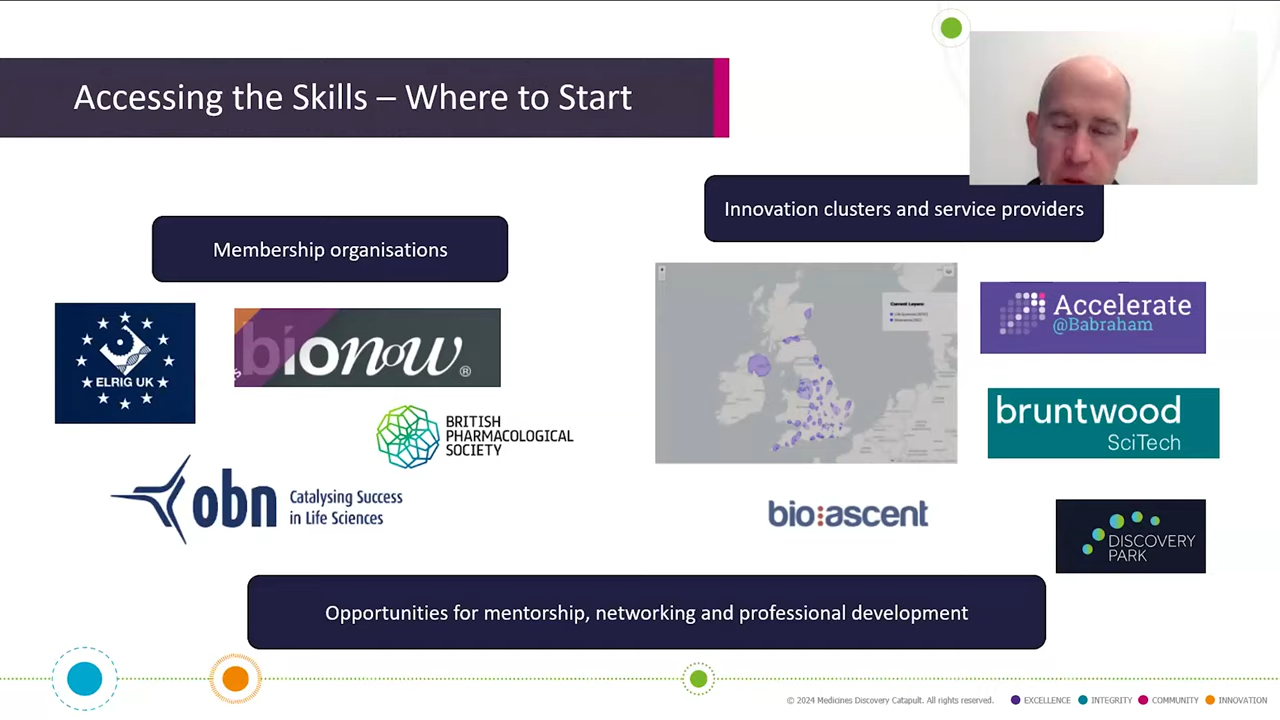 Accessing the Skills – Where to Start
Innovation clusters and service providers
Membership organisations
ELRIG UK
bionow®
BRITISH
PHARMACOLOGICAL
SOCIETY
obn
Catalysing Success
in Life Sciences
Current Layers:
Accelerate
@Babraham
bruntwood
SciTech
bio:ascent
DISCOVERY
PARK
Opportunities for mentorship, networking and professional development
© 2024 Medicines Discovery Catapult. All rights reserved.
EXCELLENCE INTEGRITY COMMUNITY INNOVATION